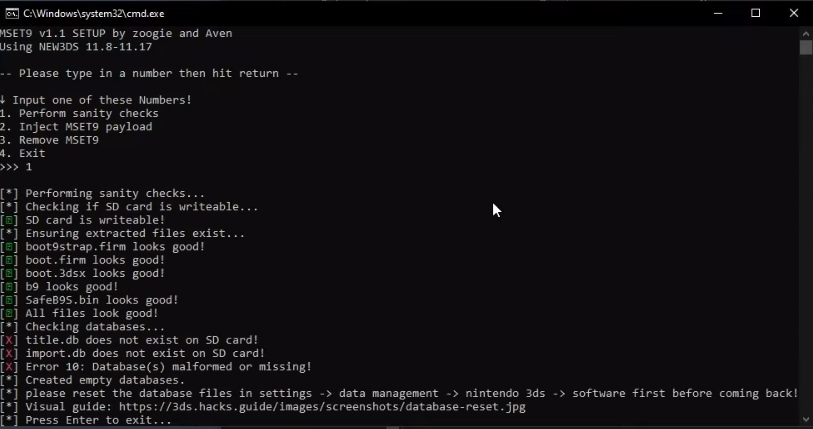 C:\Windows\system32\cmd.exe
MSET9 v1.1 SETUP by zoogie and Aven
Using NEW3DS 11.8-11.17
-- Please type in a number then hit return --
↓ Input one of these Numbers!
1. Perform sanity checks
2. Inject MSET9 payload
3. Remove MSET9
4. Exit
>>> 1
[*] Performing sanity checks...
[*] Checking if SD card is writeable...
[⍰] SD card is writeable!
[*] Ensuring extracted files exist...
[⍰] boot9strap.firm looks good!
[⍰] boot.firm looks good!
[⍰] boot.3dsx looks good!
[⍰] b9 looks good!
[⍰] SafeB9S.bin looks good!
[⍰] All files look good!
[*] Checking databases...
[X] title.db does not exist on SD card!
[X] import.db does not exist on SD card!
[X] Error 10: Database(s) malformed or missing!
[*] Created empty databases.
[*] please reset the database files in settings -> data management -> nintendo 3ds -> software first before coming back!
[*] Visual guide: https://3ds.hacks.guide/images/screenshots/database-reset.jpg
[*] Press Enter to exit...